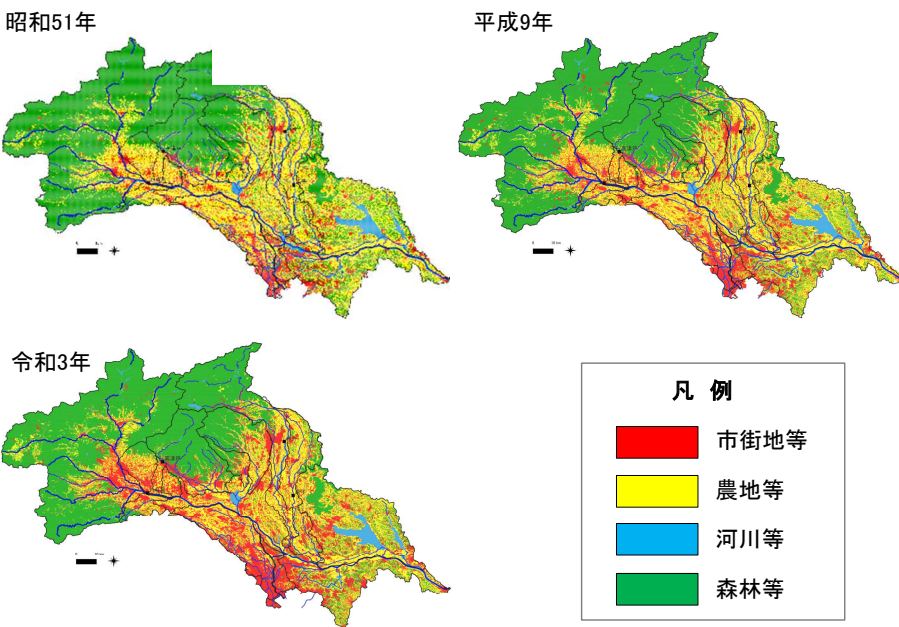 昭和51年
平成9年
令和3年
凡 例
市街地等
農地等
河川等
森林等